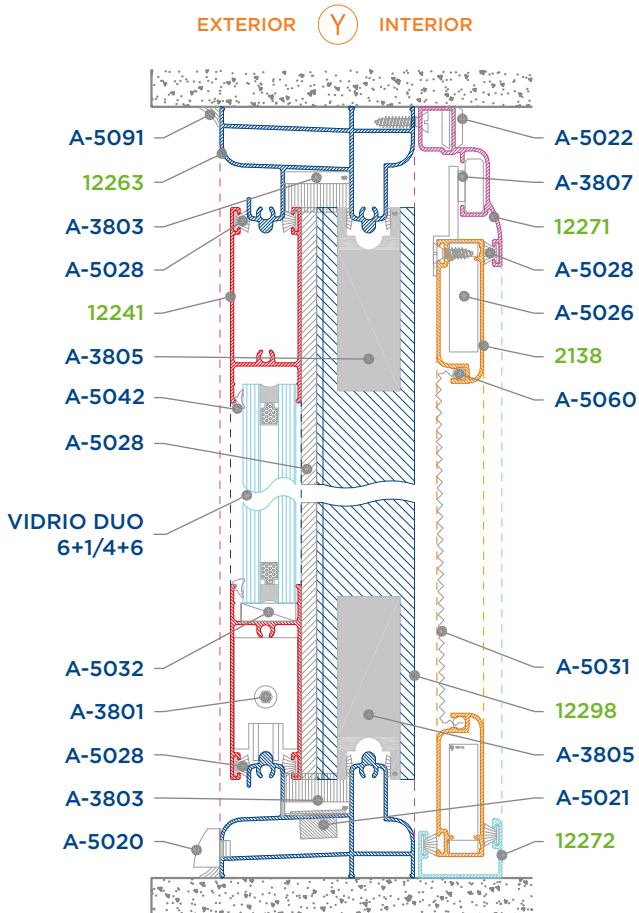 EXTERIOR Y INTERIOR
A-5091
12263
A-3803
A-5028
12241
A-3805
A-5042
A-5028
VIDRIO DUO
6+1/4+6
A-5032
A-3801
A-5028
A-3803
A-5020
A-5022
A-3807
12271
A-5028
A-5026
2138
A-5060
A-5031
12298
A-3805
A-5021
12272